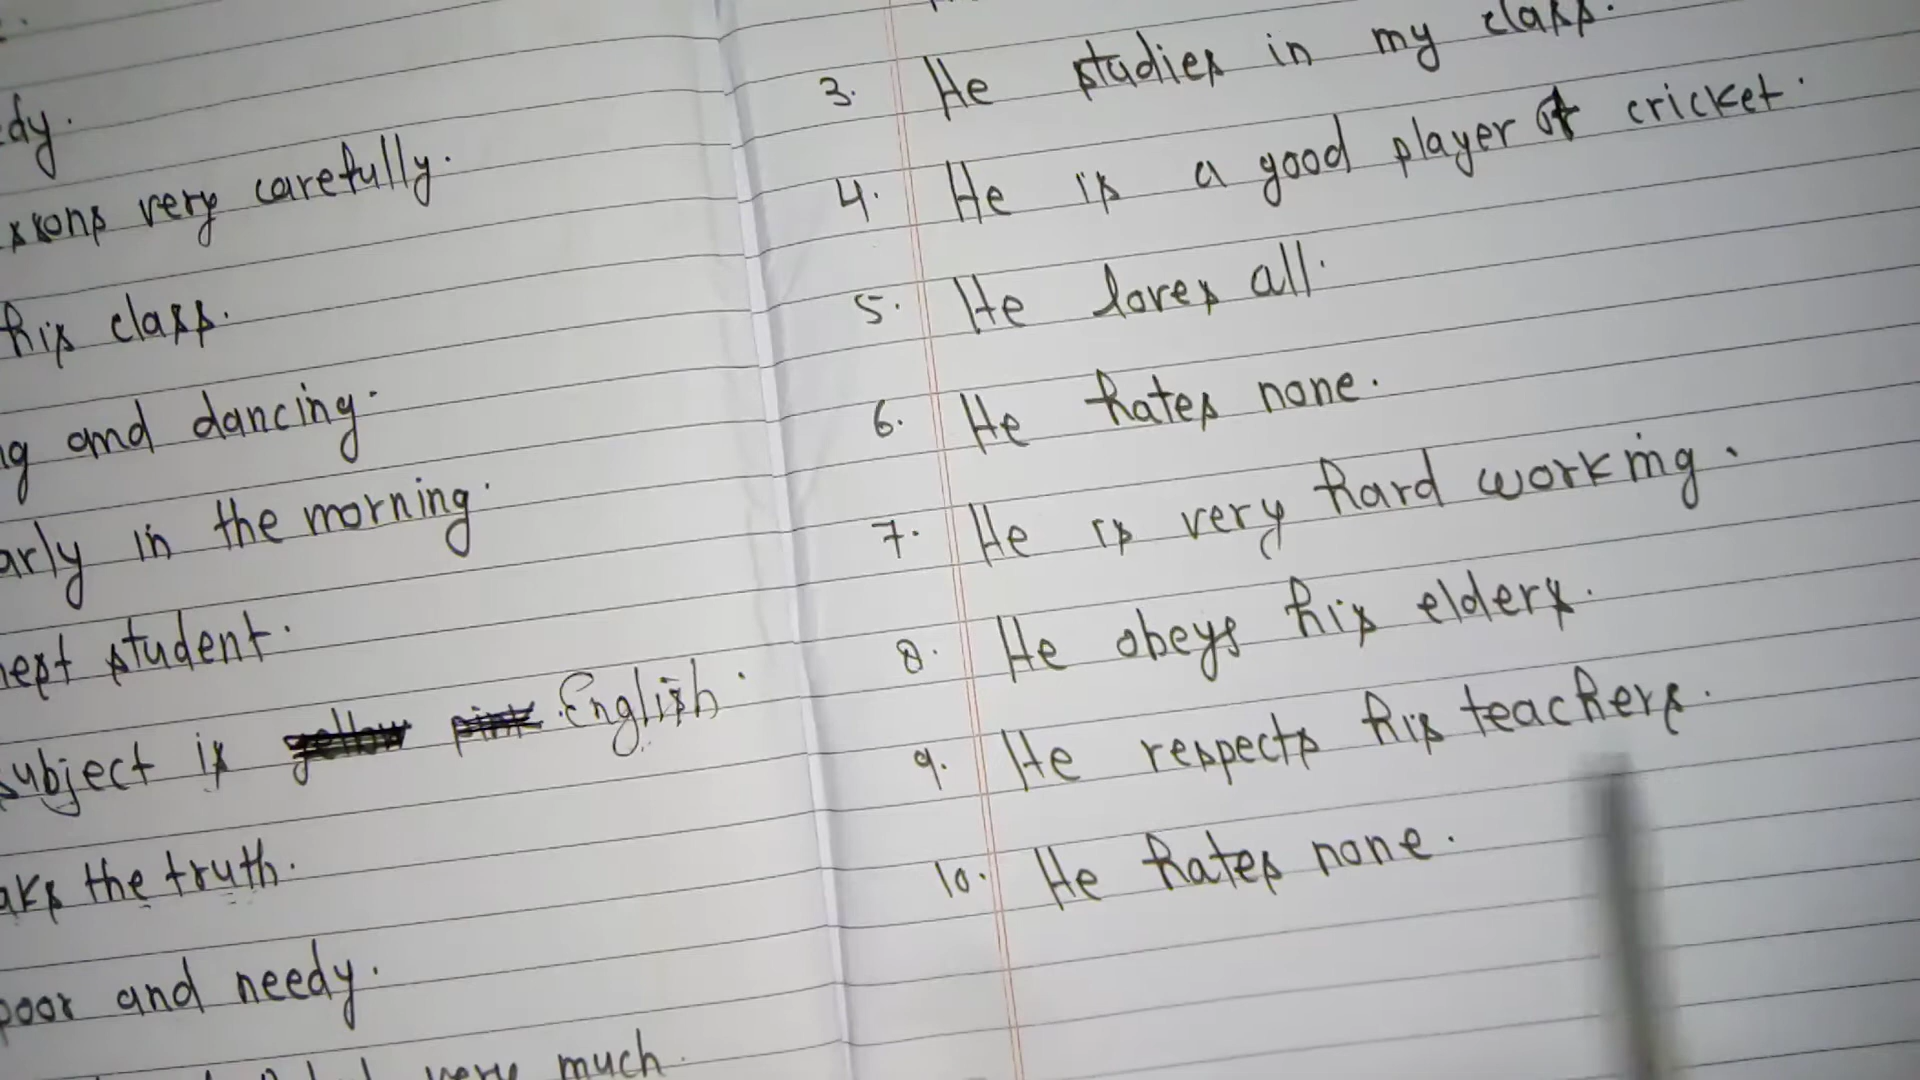 dy.
ssons very carefully.
his class.
g and dancing.
arly in the morning.
nest student.
subject is yellow pink English.
aks the truth.
poor and needy.
very much.
3. He studies in my class.
4. He is a good player of cricket.
5. He loves all.
6. He hates none.
7. He is very hard working.
8. He obeys his elders.
9. He respects his teachers.
10. He hates none.